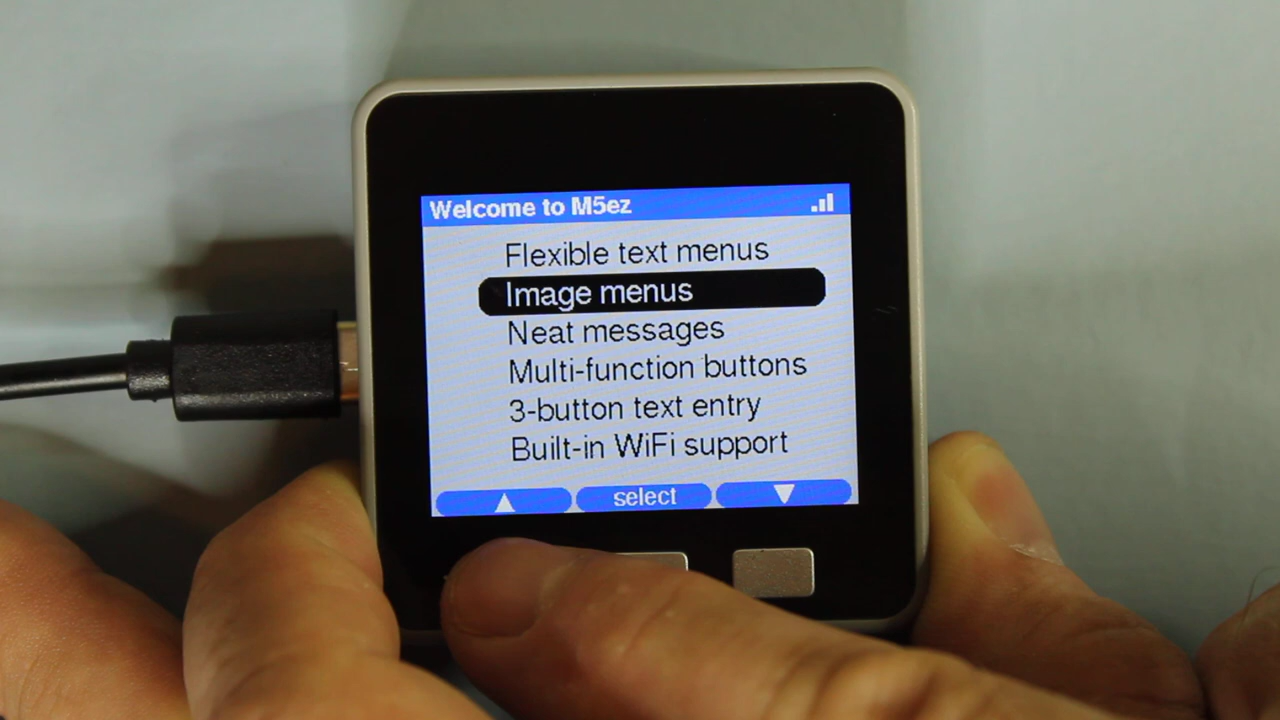 Welcome to M5ez
Flexible text menus
Image menus
Neat messages
Multi-function buttons
3-button text entry
Built-in WiFi support
▲ select ▼